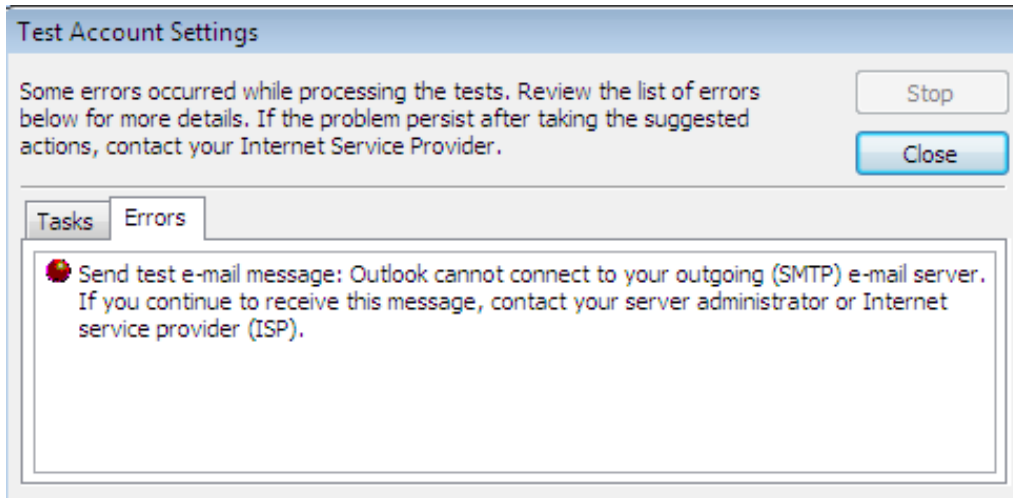 Test Account Settings
Some errors occurred while processing the tests. Review the list of errors
below for more details. If the problem persist after taking the suggested
actions, contact your Internet Service Provider.
Stop
Close
Tasks
Errors
Send test e-mail message: Outlook cannot connect to your outgoing (SMTP) e-mail server.
If you continue to receive this message, contact your server administrator or Internet
service provider (ISP).